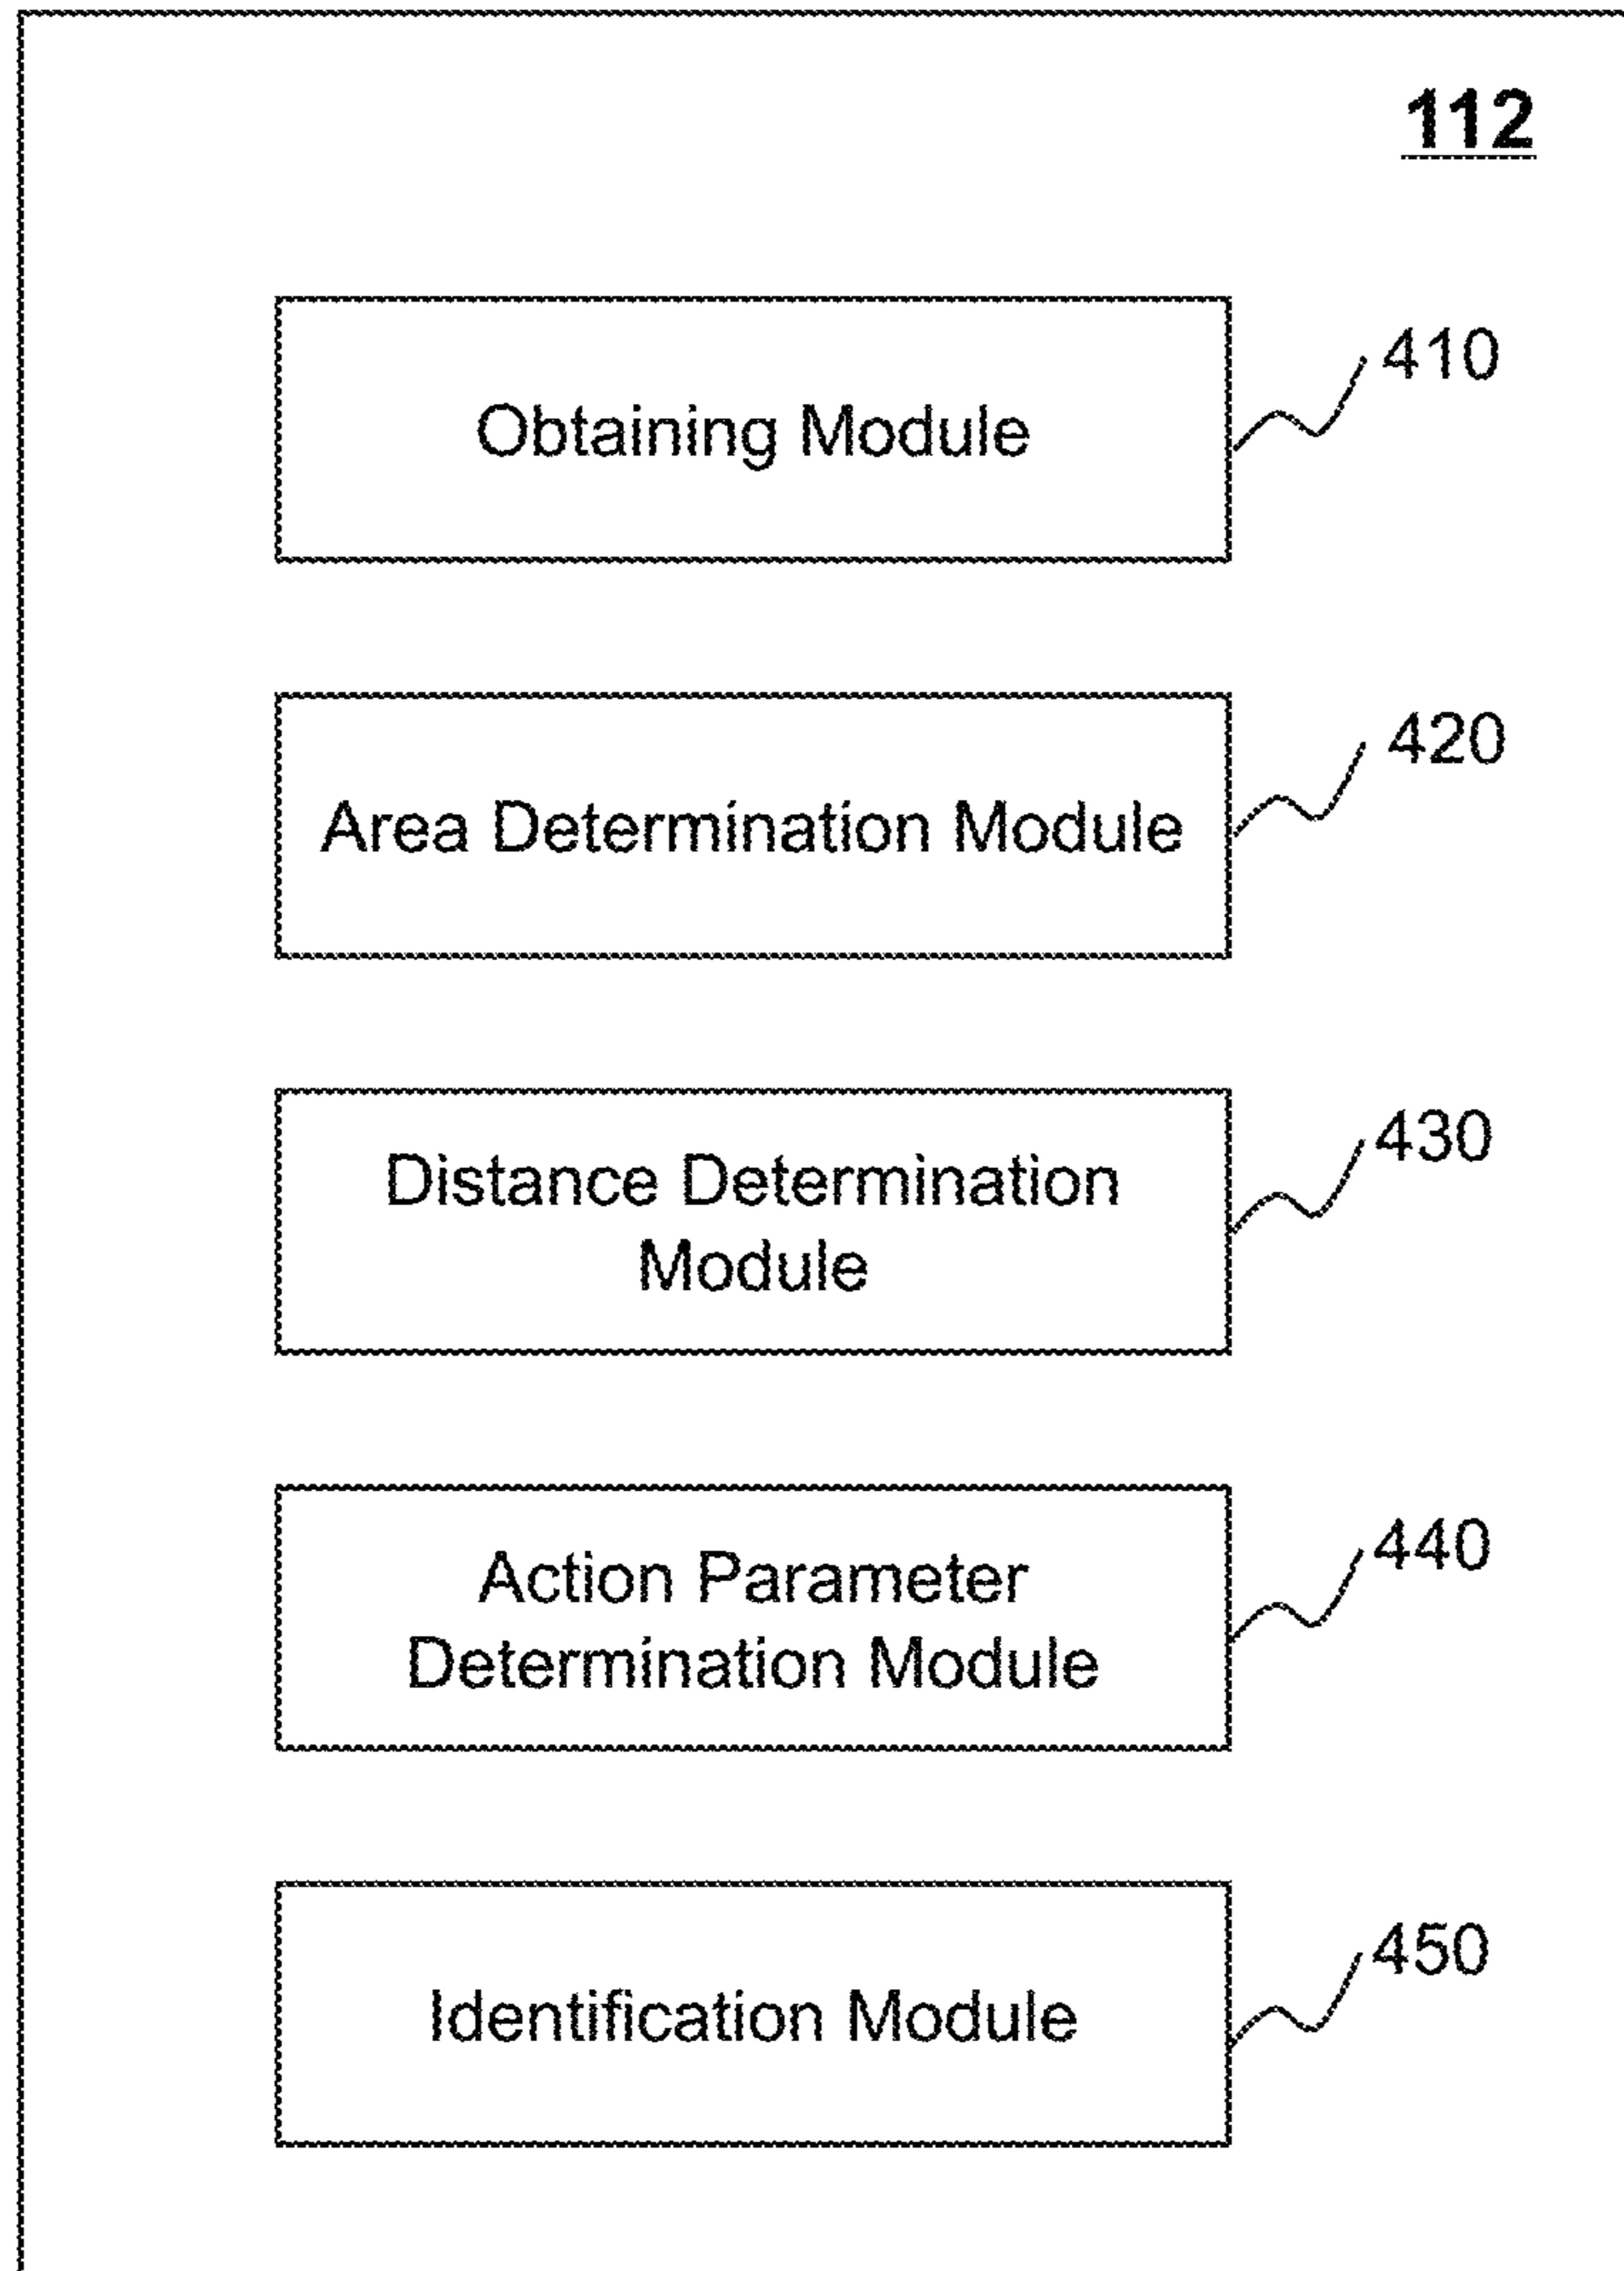 112
Obtaining Module
410
Area Determination Module
420
Distance Determination
Module
430
Action Parameter
Determination Module
440
Identification Module
450